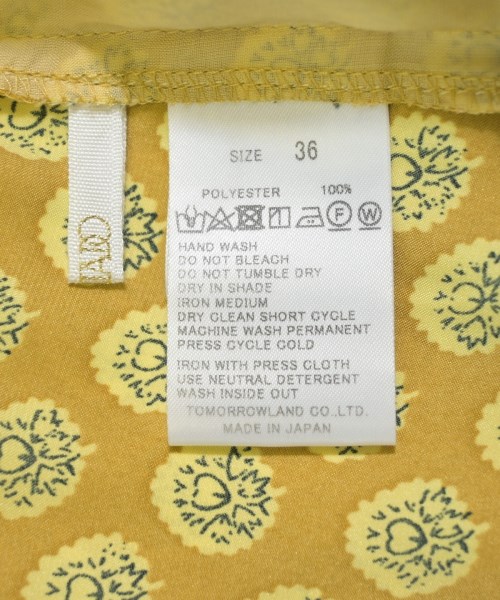 SIZE 36
POLYESTER 100%
F W
HAND WASH
DO NOT BLEACH
DO NOT TUMBLE DRY
DRY IN SHADE
IRON MEDIUM
DRY CLEAN SHORT CYCLE
MACHINE WASH PERMANENT
PRESS CYCLE COLD
IRON WITH PRESS CLOTH
USE NEUTRAL DETERGENT
WASH INSIDE OUT
TOMORROWLAND CO.,LTD.
MADE IN JAPAN